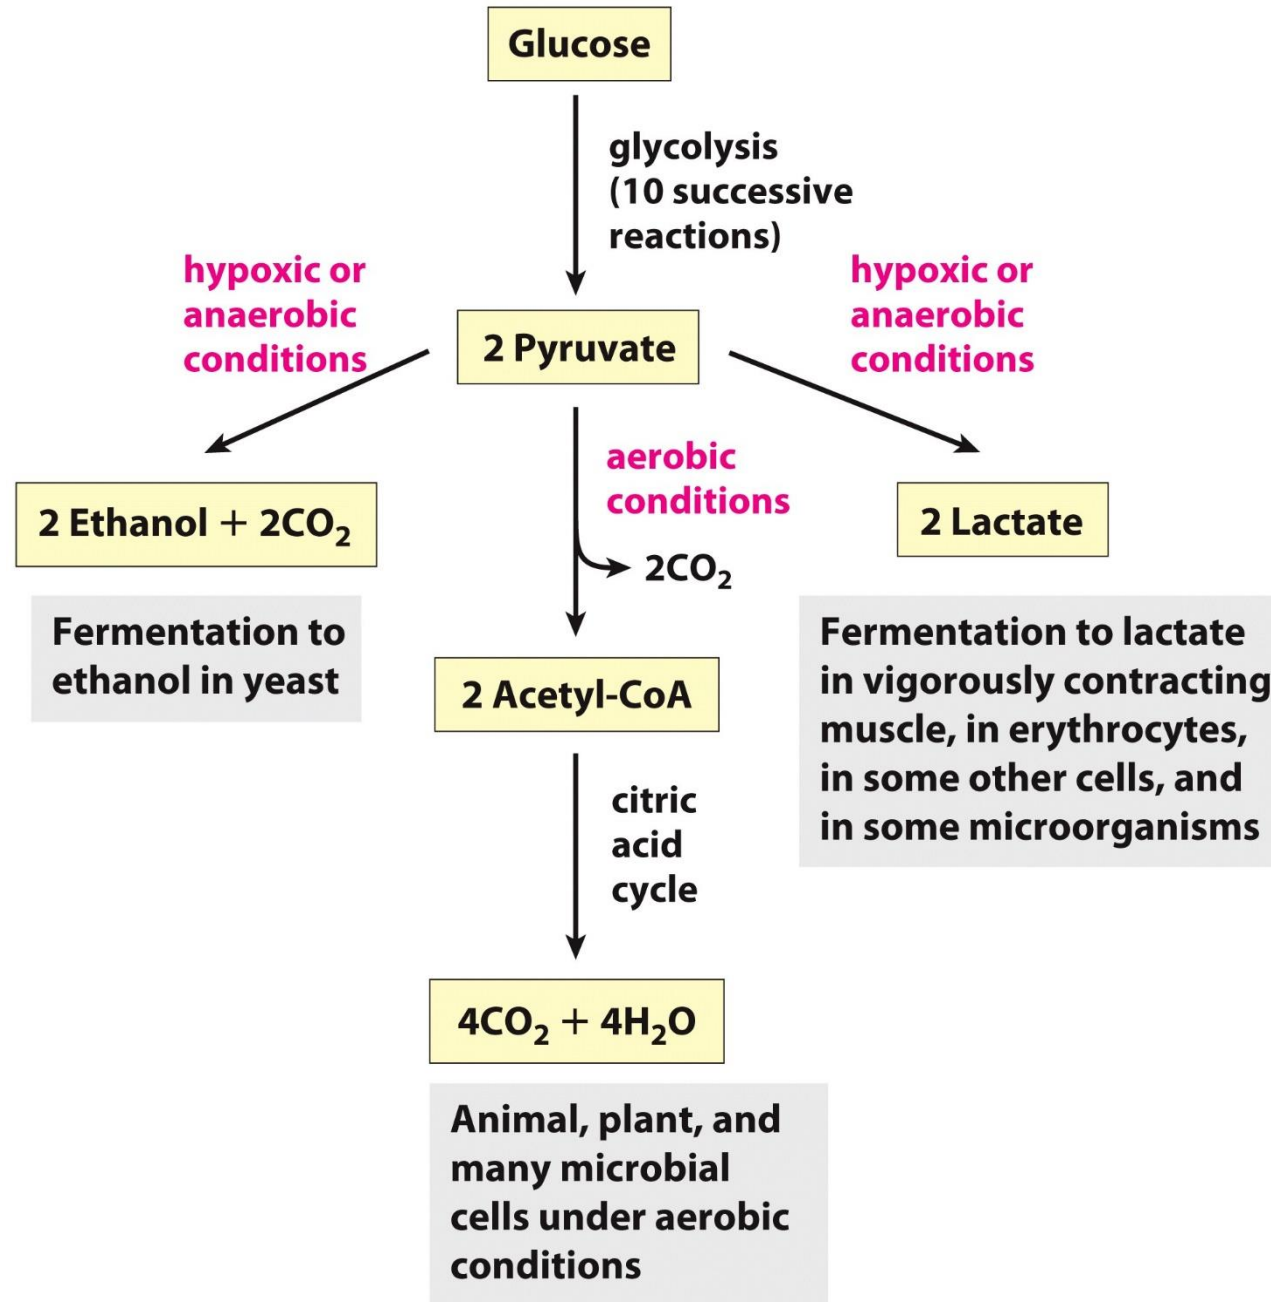 Glucose
glycolysis
(10 successive
reactions)
hypoxic or
anaerobic
conditions
2 Pyruvate
hypoxic or
anaerobic
conditions
2 Ethanol + 2CO₂
Fermentation to
ethanol in yeast
aerobic
conditions
2CO₂
2 Lactate
Fermentation to lactate
in vigorously contracting
muscle, in erythrocytes,
in some other cells, and
in some microorganisms
2 Acetyl-CoA
citric
acid
cycle
4CO₂ + 4H₂O
Animal, plant, and
many microbial
cells under aerobic
conditions